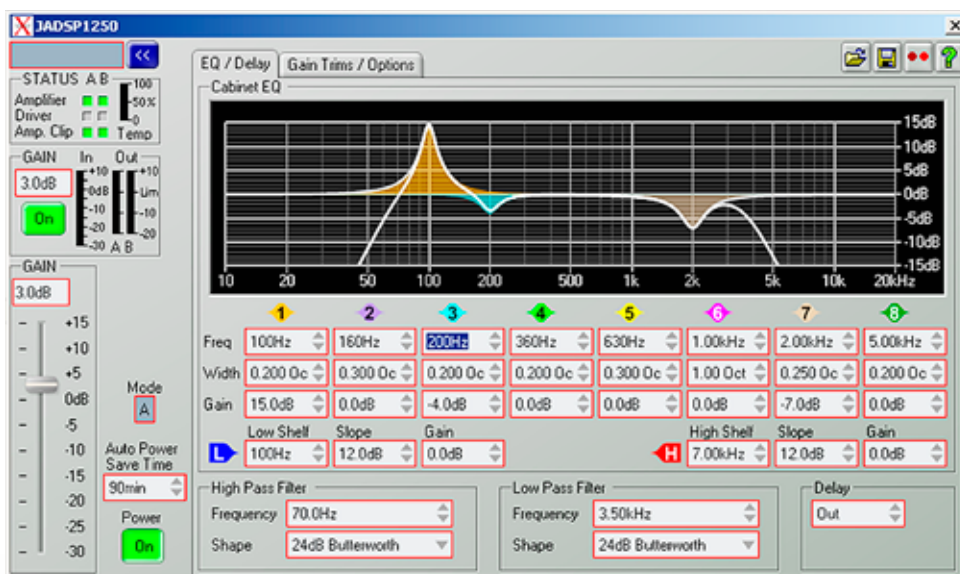 JADSP1250
<<
EQ / Delay Gain Trims / Options
STATUS A B
100
50%
0
Amplifier
Driver
Amp. Clip
Temp
GAIN In Out
3.0dB
On
+10
0dB
-10
-20
-30
+10
Lim
-10
-20
A B
GAIN
3.0dB
+15
+10
+5
0dB
-5
-10
-15
-20
-25
-30
Mode
A
Auto Power
Save Time
90min
Power
On
Cabinet EQ
15dB
10dB
5dB
0dB
-5dB
-10dB
-15dB
10 20 50 100 200 500 1k 2k 5k 10k 20kHz
1 2 3 4 5 6 7 8
Freq 100Hz 160Hz 200Hz 360Hz 630Hz 1.00kHz 2.00kHz 5.00kHz
Width 0.200 Oc 0.300 Oc 0.200 Oc 0.200 Oc 0.300 Oc 1.00 Oct 0.250 Oc 0.200 Oc
Gain 15.0dB 0.0dB -4.0dB 0.0dB 0.0dB 0.0dB -7.0dB 0.0dB
Low Shelf Slope Gain High Shelf Slope Gain
L 100Hz 12.0dB 0.0dB H 7.00kHz 12.0dB 0.0dB
High Pass Filter
Frequency 70.0Hz
Shape 24dB Butterworth
Low Pass Filter
Frequency 3.50kHz
Shape 24dB Butterworth
Delay
Out